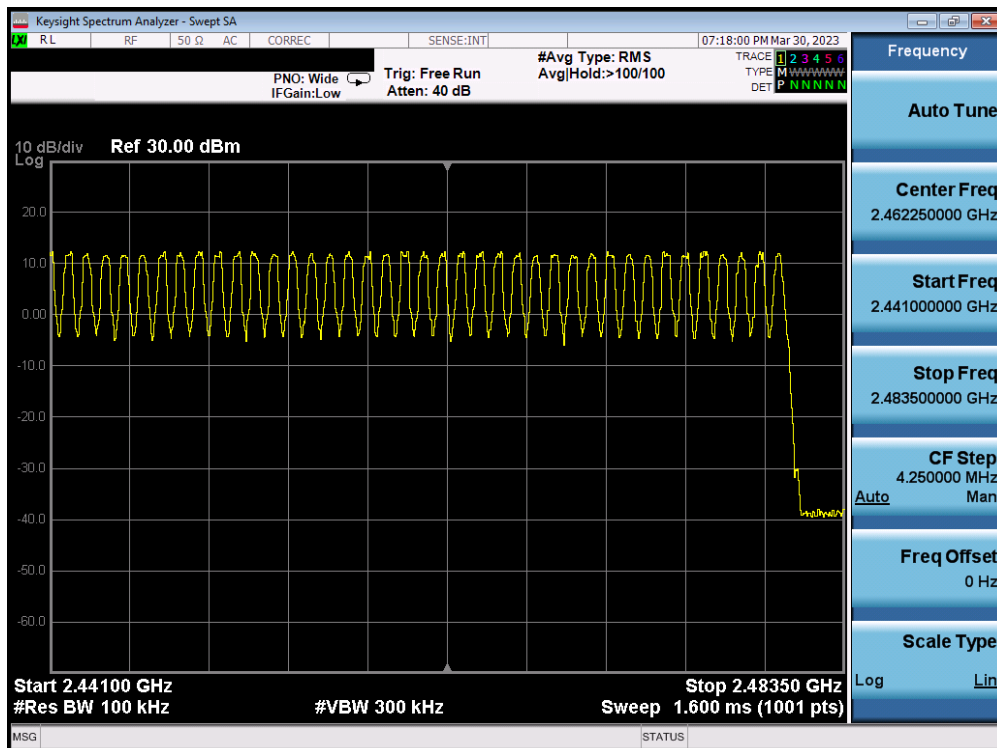 Keysight Spectrum Analyzer - Swept SA
LXI RL RF 50 Ω AC CORREC SENSE:INT 07:18:00 PM Mar 30, 2023
PNO: Wide
IFGain:Low
Trig: Free Run
Atten: 40 dB
#Avg Type: RMS
Avg|Hold:>100/100
TRACE 1 2 3 4 5 6
TYPE M WWWWW
DET P N N N N N
10 dB/div
Log
Ref 30.00 dBm
20.0
10.0
0.00
-10.0
-20.0
-30.0
-40.0
-50.0
-60.0
Start 2.44100 GHz
Stop 2.48350 GHz
#Res BW 100 kHz
#VBW 300 kHz
Sweep 1.600 ms (1001 pts)
MSG
STATUS
Frequency
Auto Tune
Center Freq
2.462250000 GHz
Start Freq
2.441000000 GHz
Stop Freq
2.483500000 GHz
CF Step
4.250000 MHz
Auto Man
Freq Offset
0 Hz
Scale Type
Log Lin